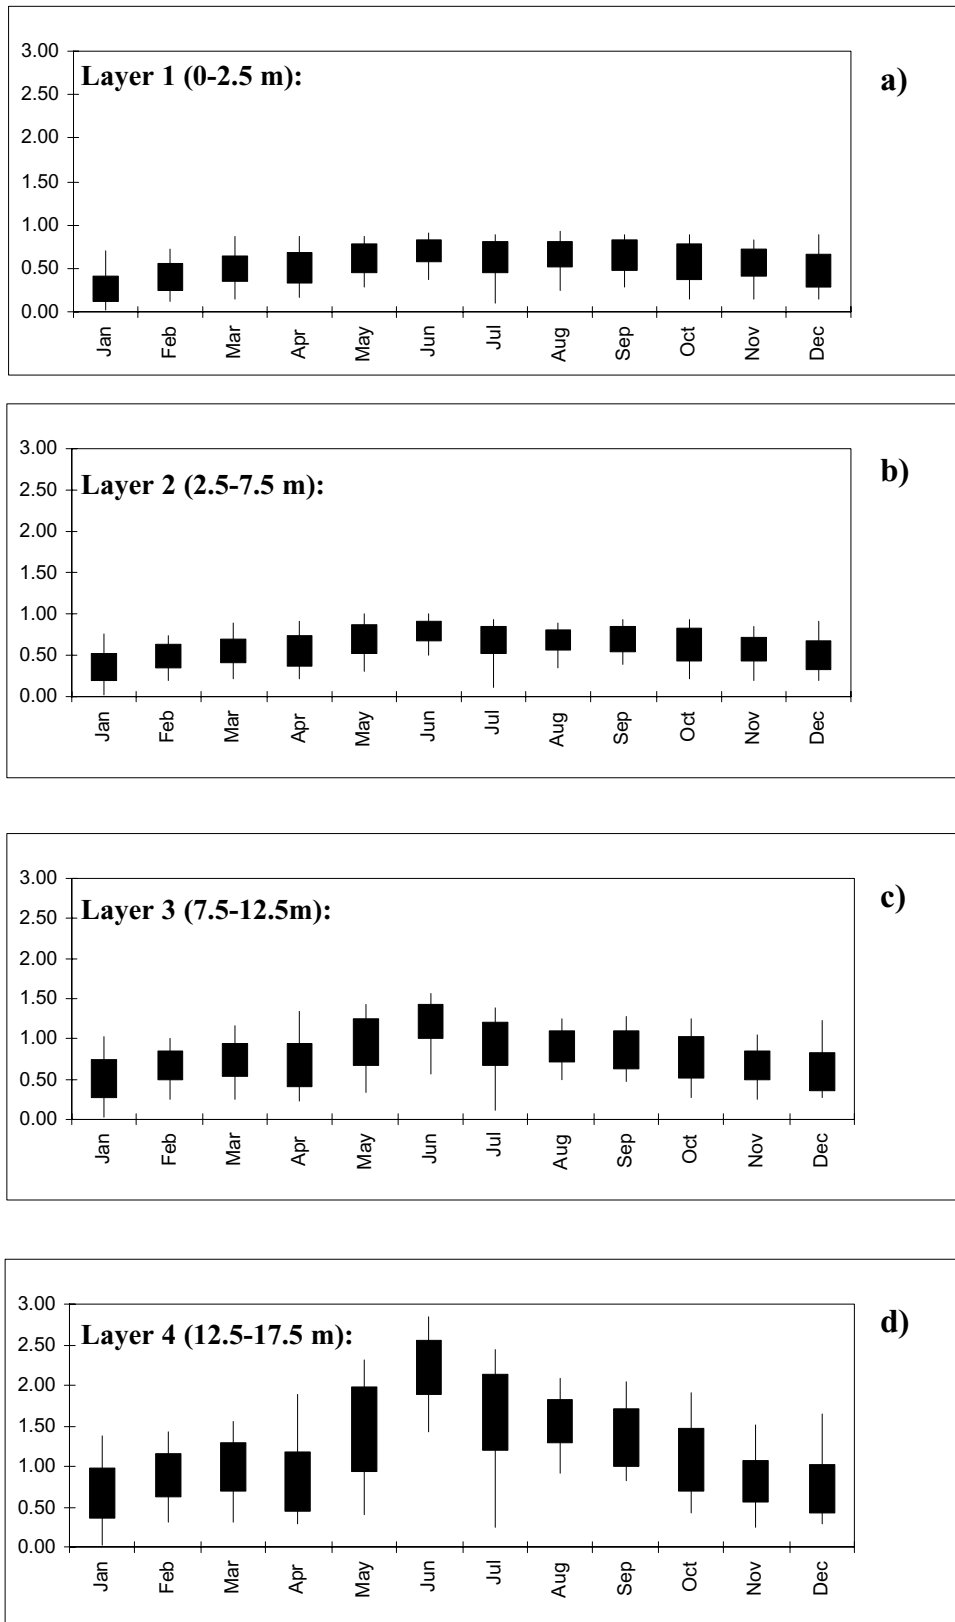 3.00
Layer 1 (0-2.5 m):
a)
2.50
2.00
1.50
1.00
0.50
0.00
Jan Feb Mar Apr May Jun Jul Aug Sep Oct Nov Dec
3.00
Layer 2 (2.5-7.5 m):
b)
2.50
2.00
1.50
1.00
0.50
0.00
Jan Feb Mar Apr May Jun Jul Aug Sep Oct Nov Dec
3.00
Layer 3 (7.5-12.5m):
c)
2.50
2.00
1.50
1.00
0.50
0.00
Jan Feb Mar Apr May Jun Jul Aug Sep Oct Nov Dec
3.00
Layer 4 (12.5-17.5 m):
d)
2.50
2.00
1.50
1.00
0.50
0.00
Jan Feb Mar Apr May Jun Jul Aug Sep Oct Nov Dec